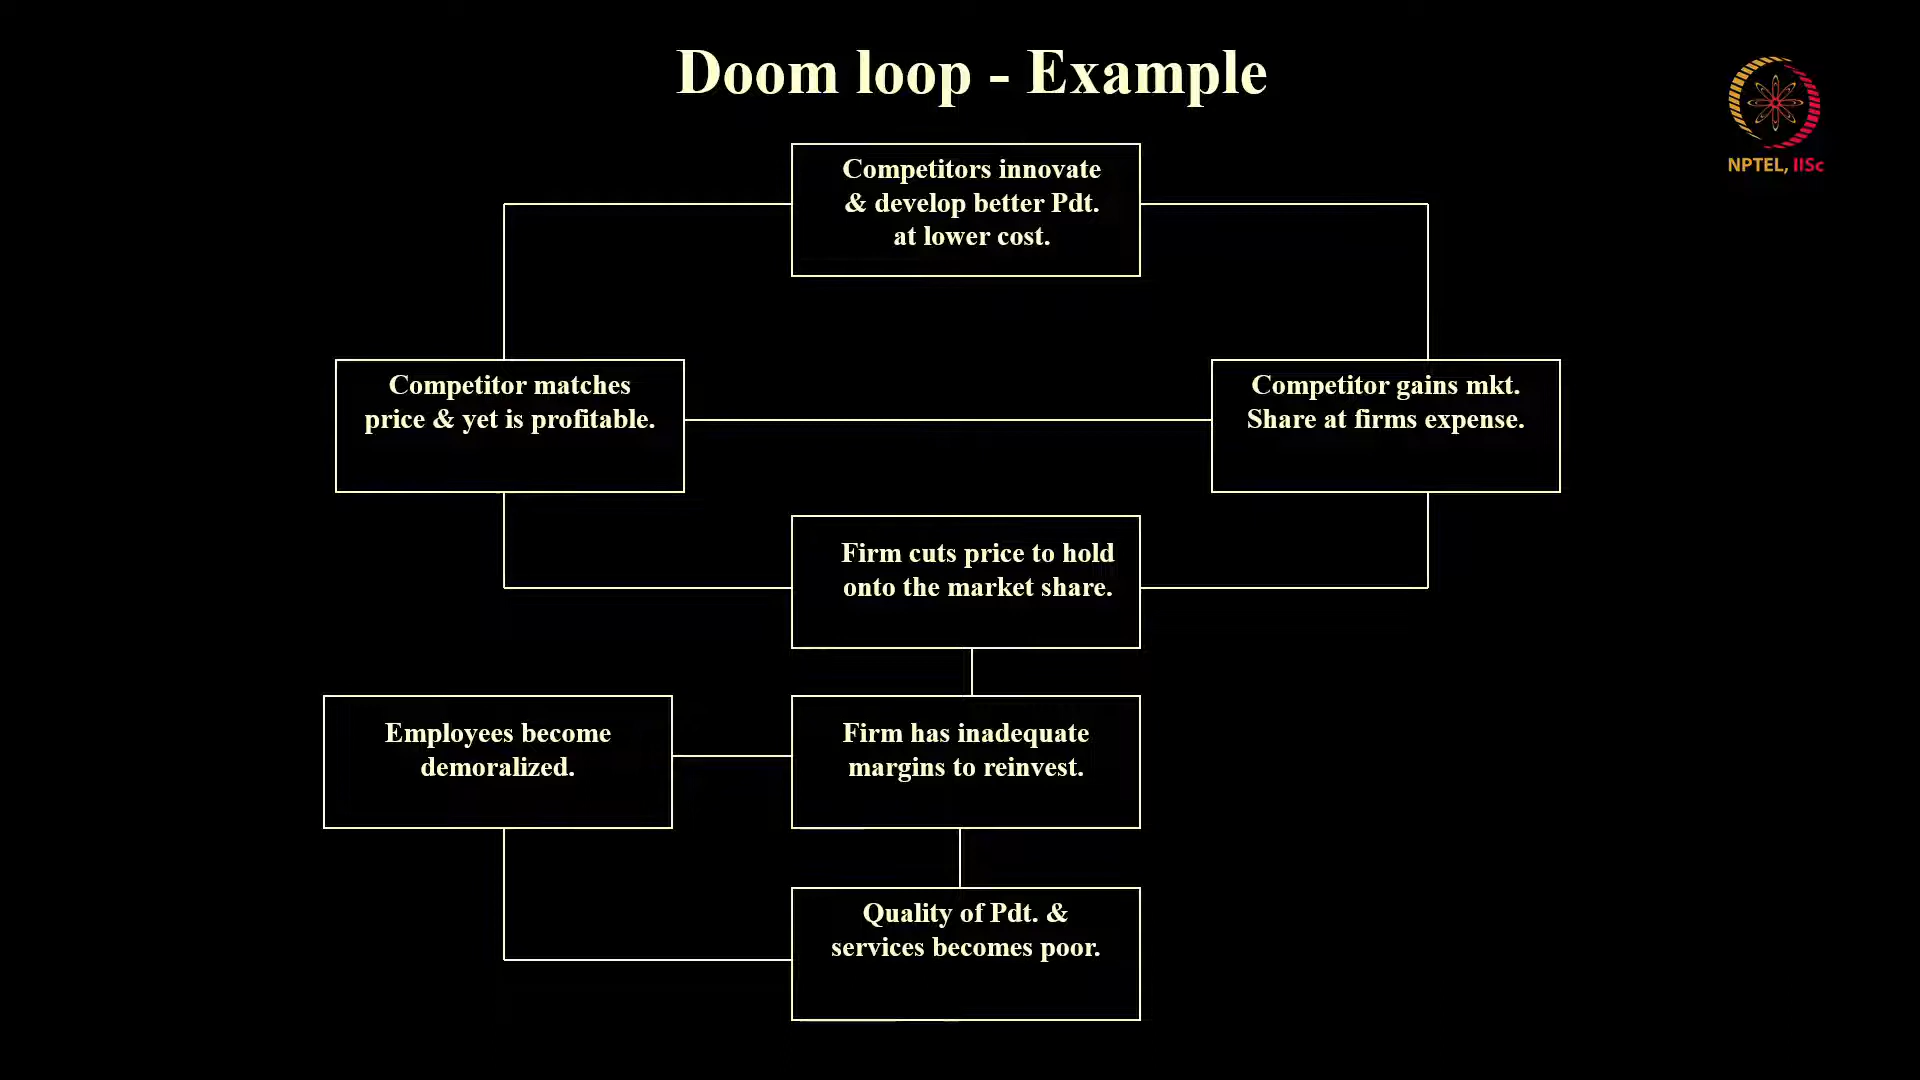 Doom loop - Example
NPTEL, IISc
Competitors innovate
& develop better Pdt.
at lower cost.
Competitor matches
price & yet is profitable.
Competitor gains mkt.
Share at firms expense.
Firm cuts price to hold
onto the market share.
Employees become
demoralized.
Firm has inadequate
margins to reinvest.
Quality of Pdt. &
services becomes poor.